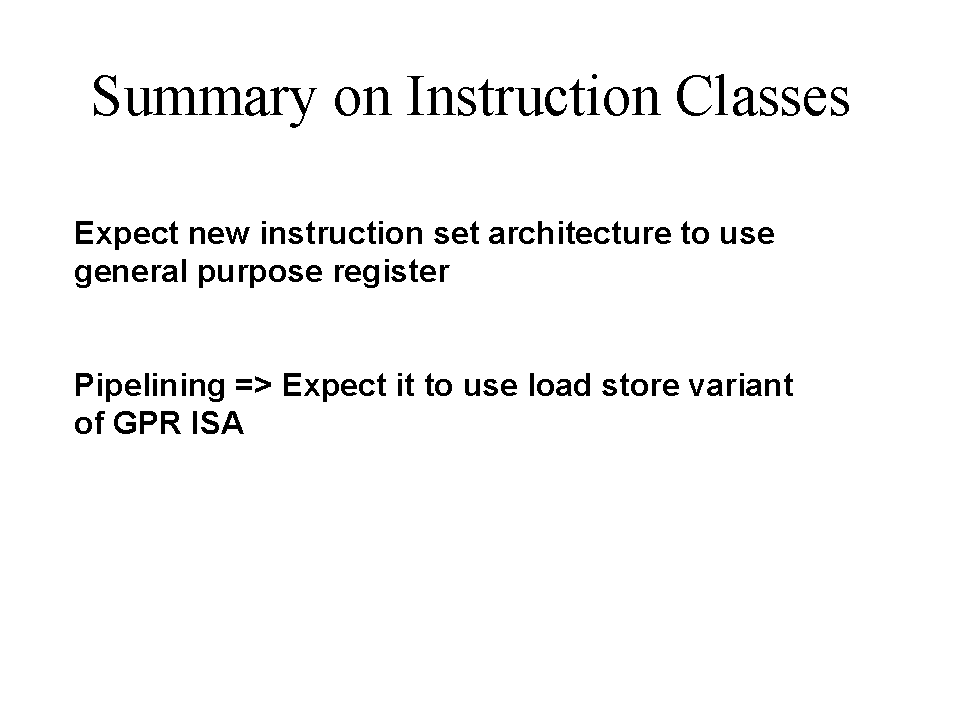 Summary on Instruction Classes
Expect new instruction set architecture to use
general purpose register
Pipelining => Expect it to use load store variant
of GPR ISA